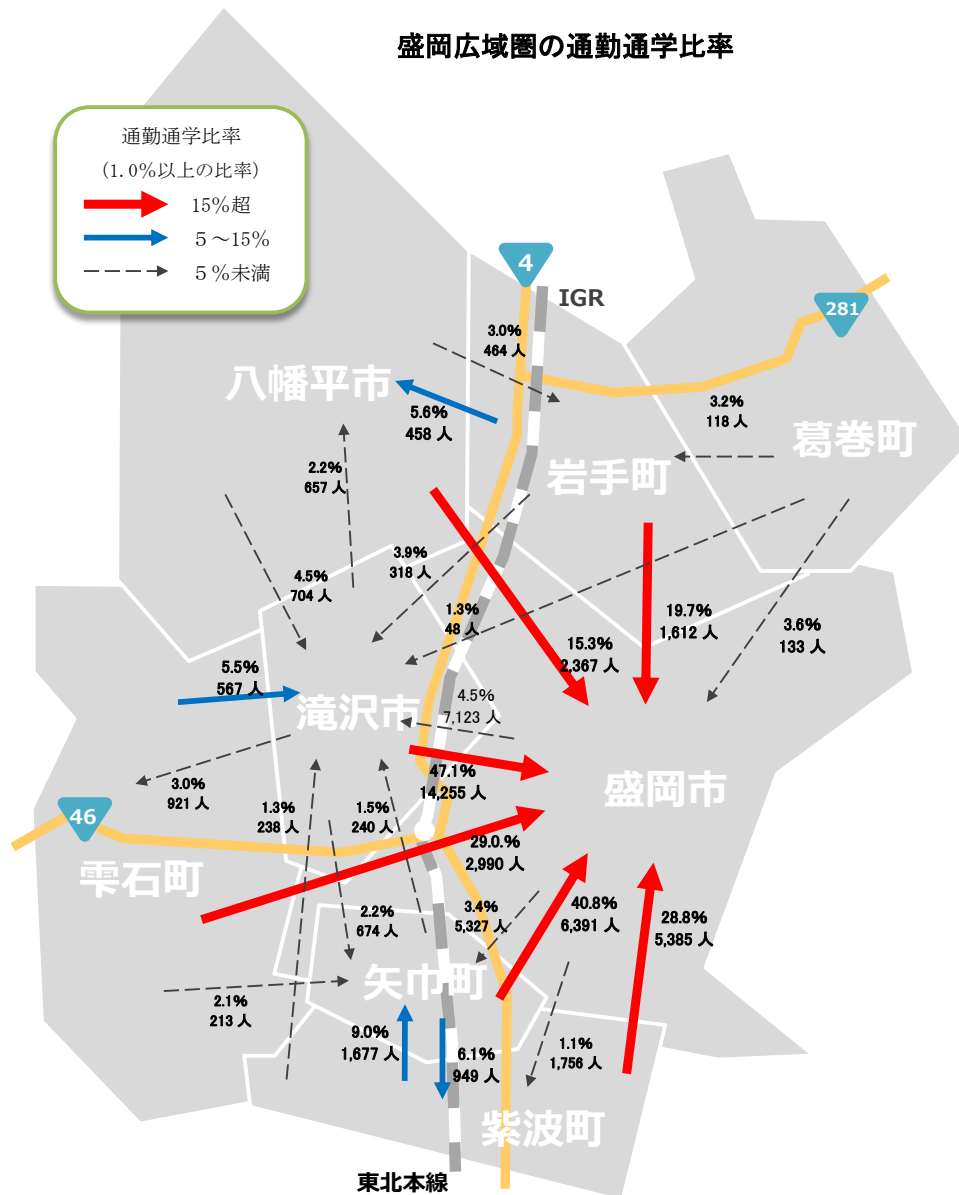 盛岡広域圏の通勤通学比率
通勤通学比率
(1.0%以上の比率)
15%超
5～15%
5%未満
4
IGR
281
3.0%
464 人
八幡平市
5.6%
458 人
3.2%
118 人
葛巻町
岩手町
2.2%
657 人
3.9%
318 人
4.5%
704 人
1.3%
48 人
19.7%
1,612 人
15.3%
2,367 人
3.6%
133 人
5.5%
567 人
滝沢市
4.5%
7,123 人
47.1%
14,255 人
盛岡市
3.0%
921 人
46
1.3%
238 人
1.5%
240 人
29.0.%
2,990 人
雫石町
2.2%
674 人
3.4%
5,327 人
40.8%
6,391 人
28.8%
5,385 人
矢巾町
2.1%
213 人
9.0%
1,677 人
6.1%
949 人
1.1%
1,756 人
紫波町
東北本線